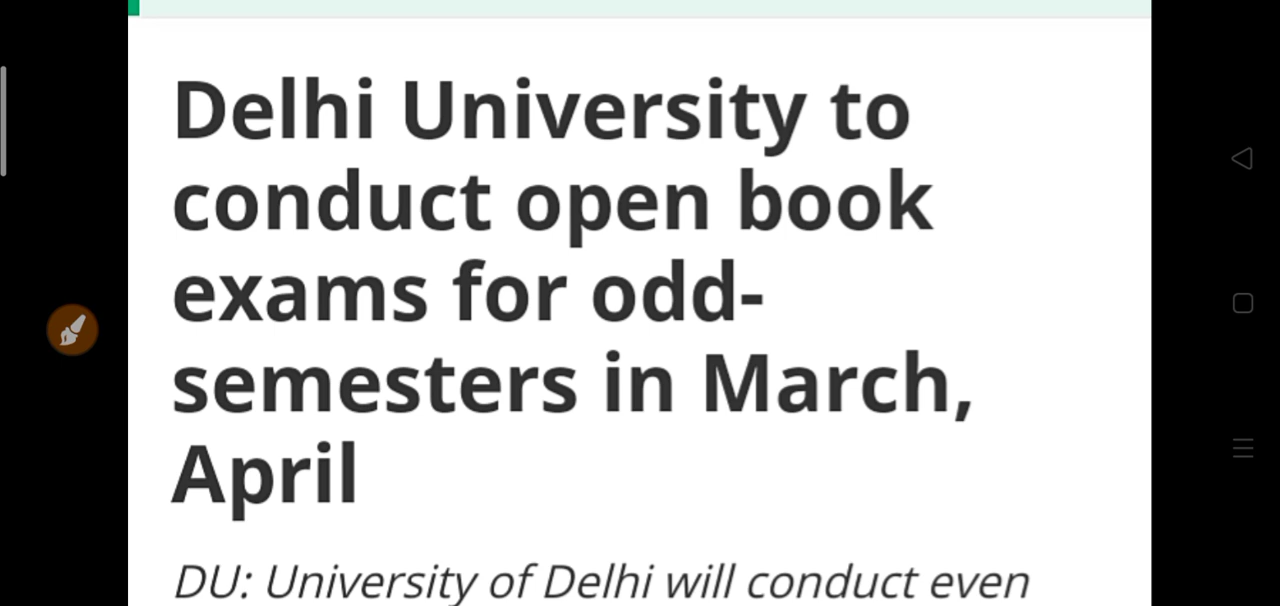 Delhi University to
conduct open book
exams for odd-
semesters in March,
April
DU: University of Delhi will conduct even